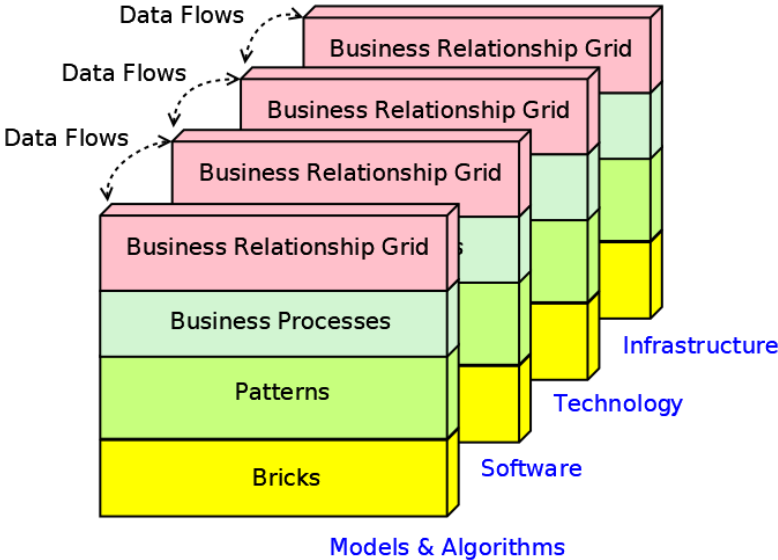 Data Flows
Business Relationship Grid
Data Flows
Business Relationship Grid
Data Flows
Business Relationship Grid
Business Relationship Grid
Business Processes
Patterns
Bricks
Infrastructure
Technology
Software
Models & Algorithms